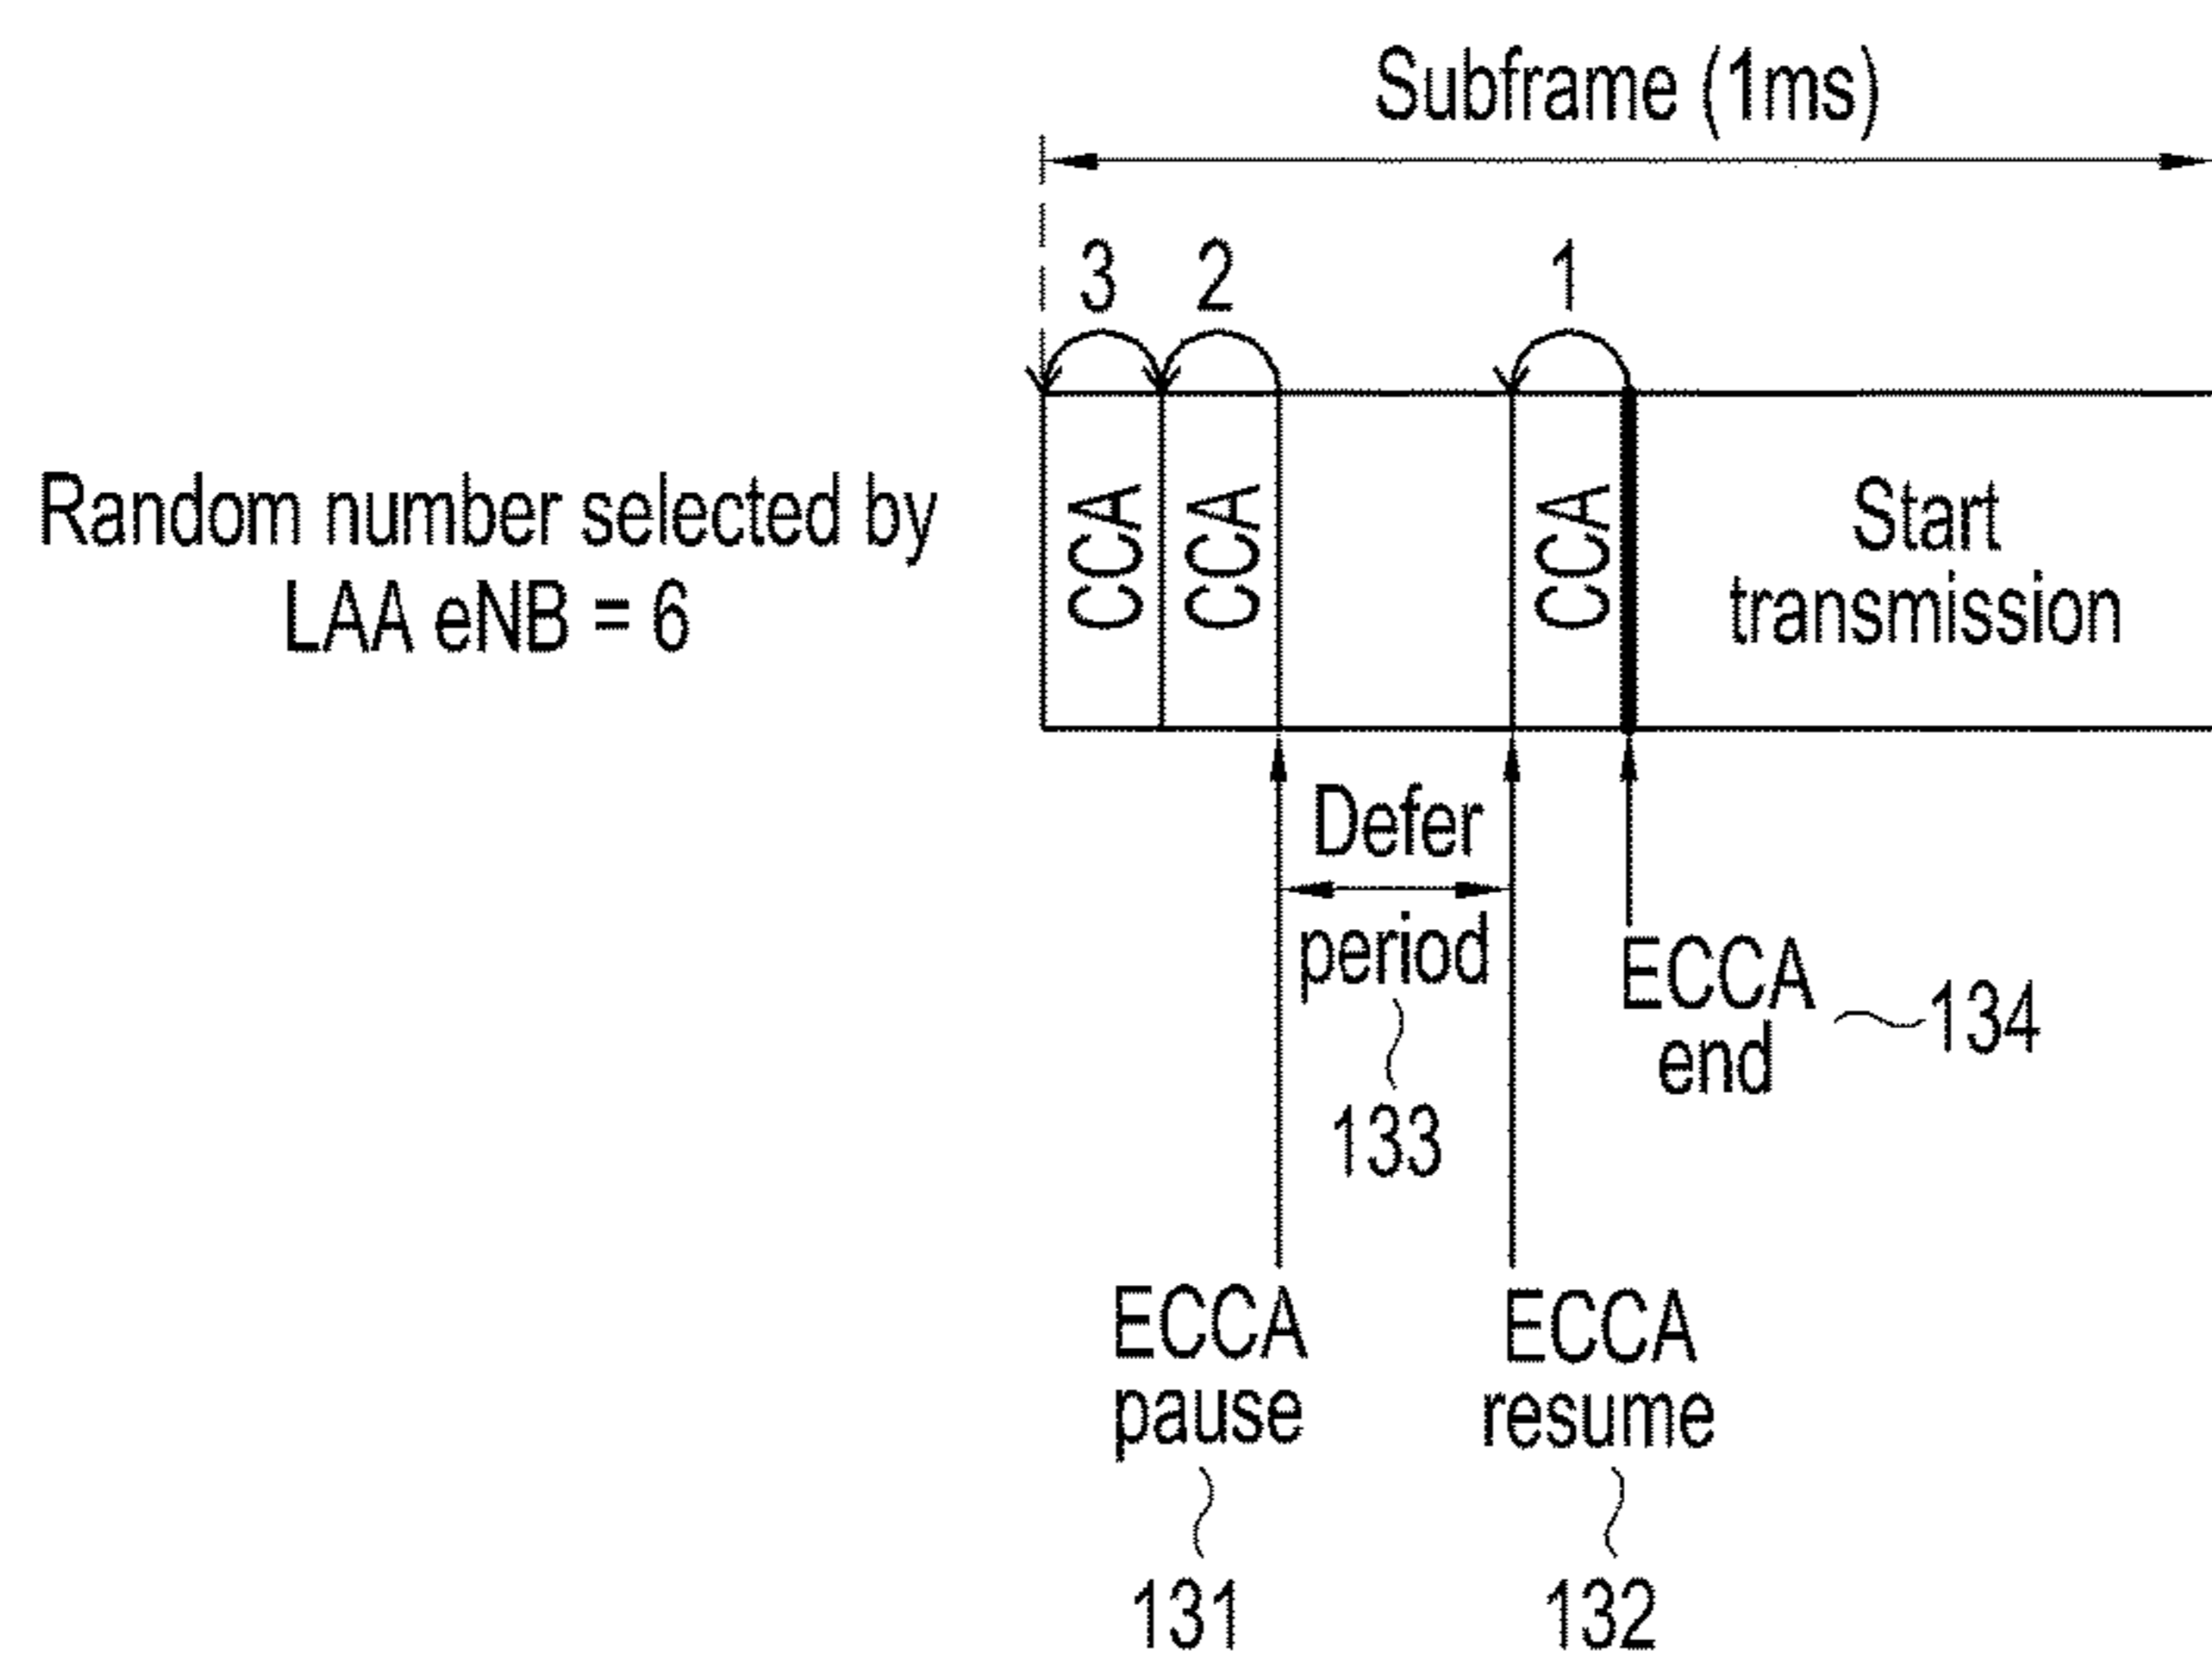 Subframe (1ms)
3 2 1
Random number selected by
LAA eNB = 6
CCA
CCA
CCA
Start
transmission
Defer
period
133
ECCA
end
134
ECCA
pause
131
ECCA
resume
132